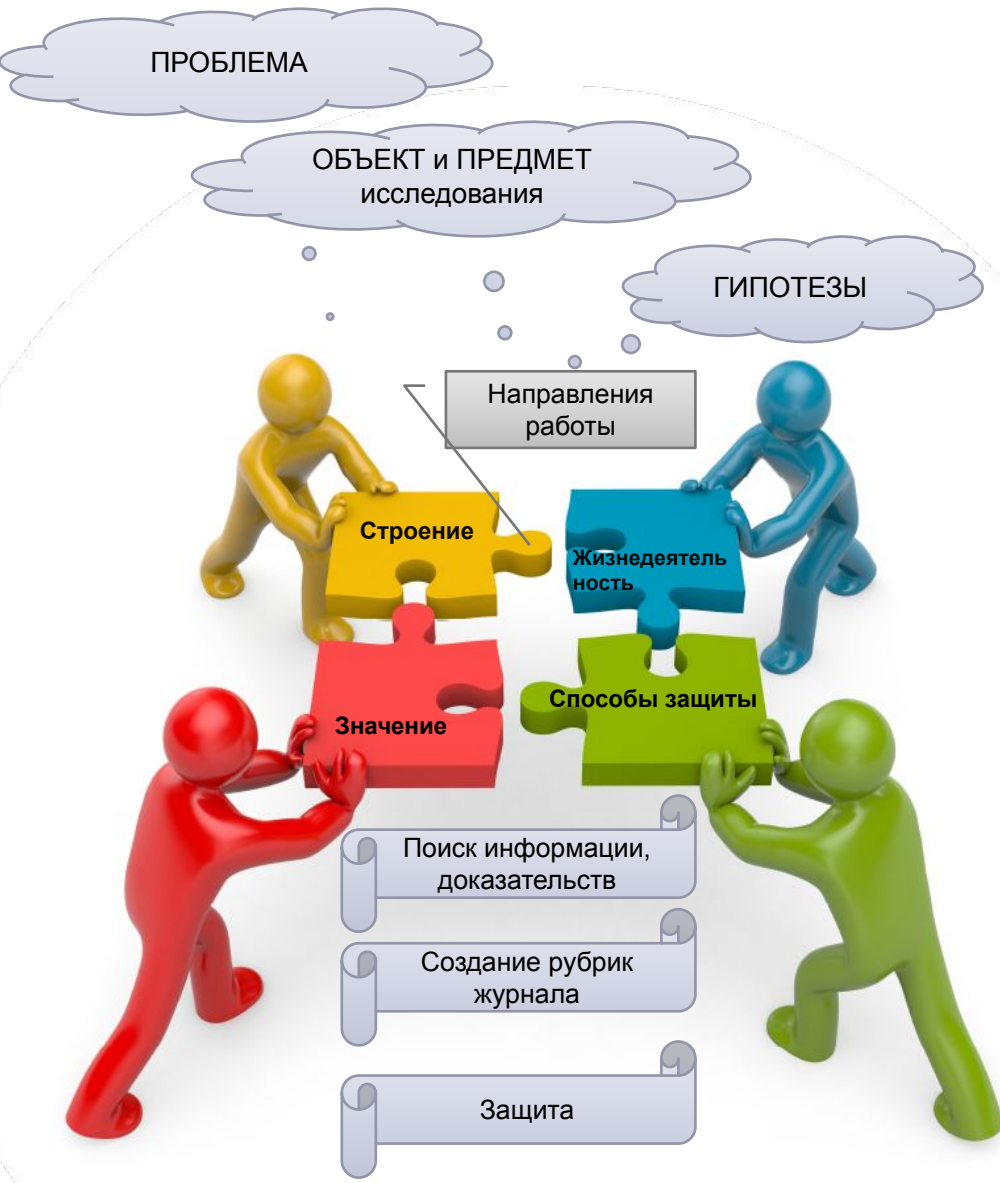 ПРОБЛЕМА
ОБЪЕКТ и ПРЕДМЕТ
исследования
ГИПОТЕЗЫ
Направления
работы
Строение
Жизнедеятель
ность
Значение
Способы защиты
Поиск информации,
доказательств
Создание рубрик
журнала
Защита